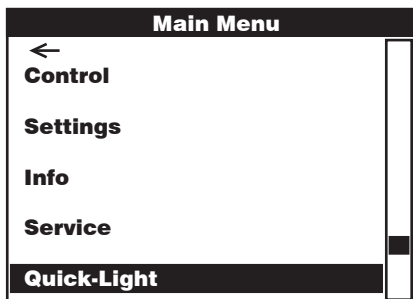 Main Menu
Control
Settings
Info
Service
Quick-Light